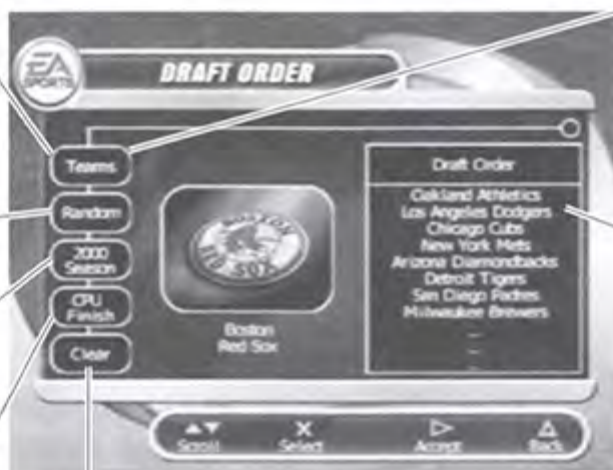 EA
SPORTS
DRAFT ORDER
Teams
Random
2000
Season
CPU
Finish
Clear
BOSTON
RED SOX
Boston
Red Sox
Draft Order
Oakland Athletics
Los Angeles Dodgers
Chicago Cubs
New York Mets
Arizona Diamondbacks
Detroit Tigers
San Diego Padres
Milwaukee Brewers
--
--
--
Scroll
X
Select
Accept
Back